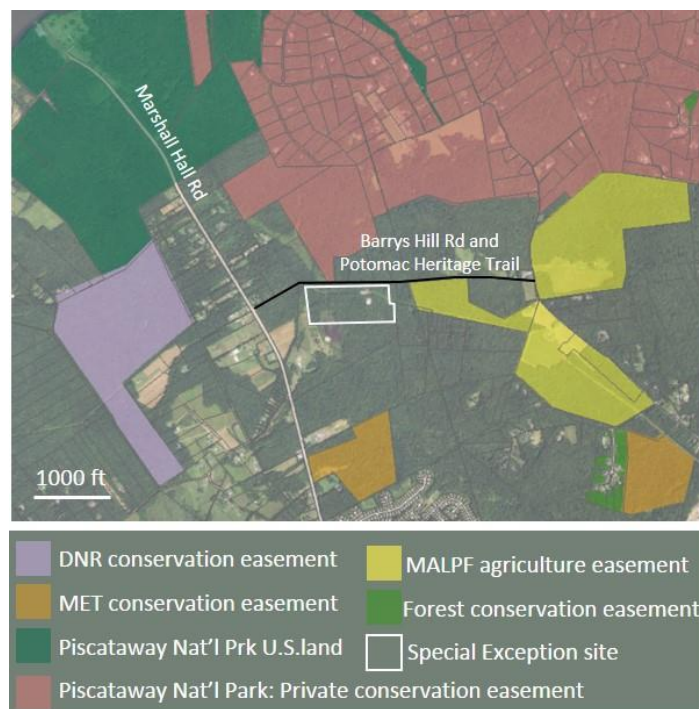 Marshall Hall Rd
Barrys Hill Rd and
Potomac Heritage Trail
1000 ft
DNR conservation easement
MALPF agriculture easement
MET conservation easement
Forest conservation easement
Piscataway Nat'l Prk U.S.land
Special Exception site
Piscataway Nat'l Park: Private conservation easement